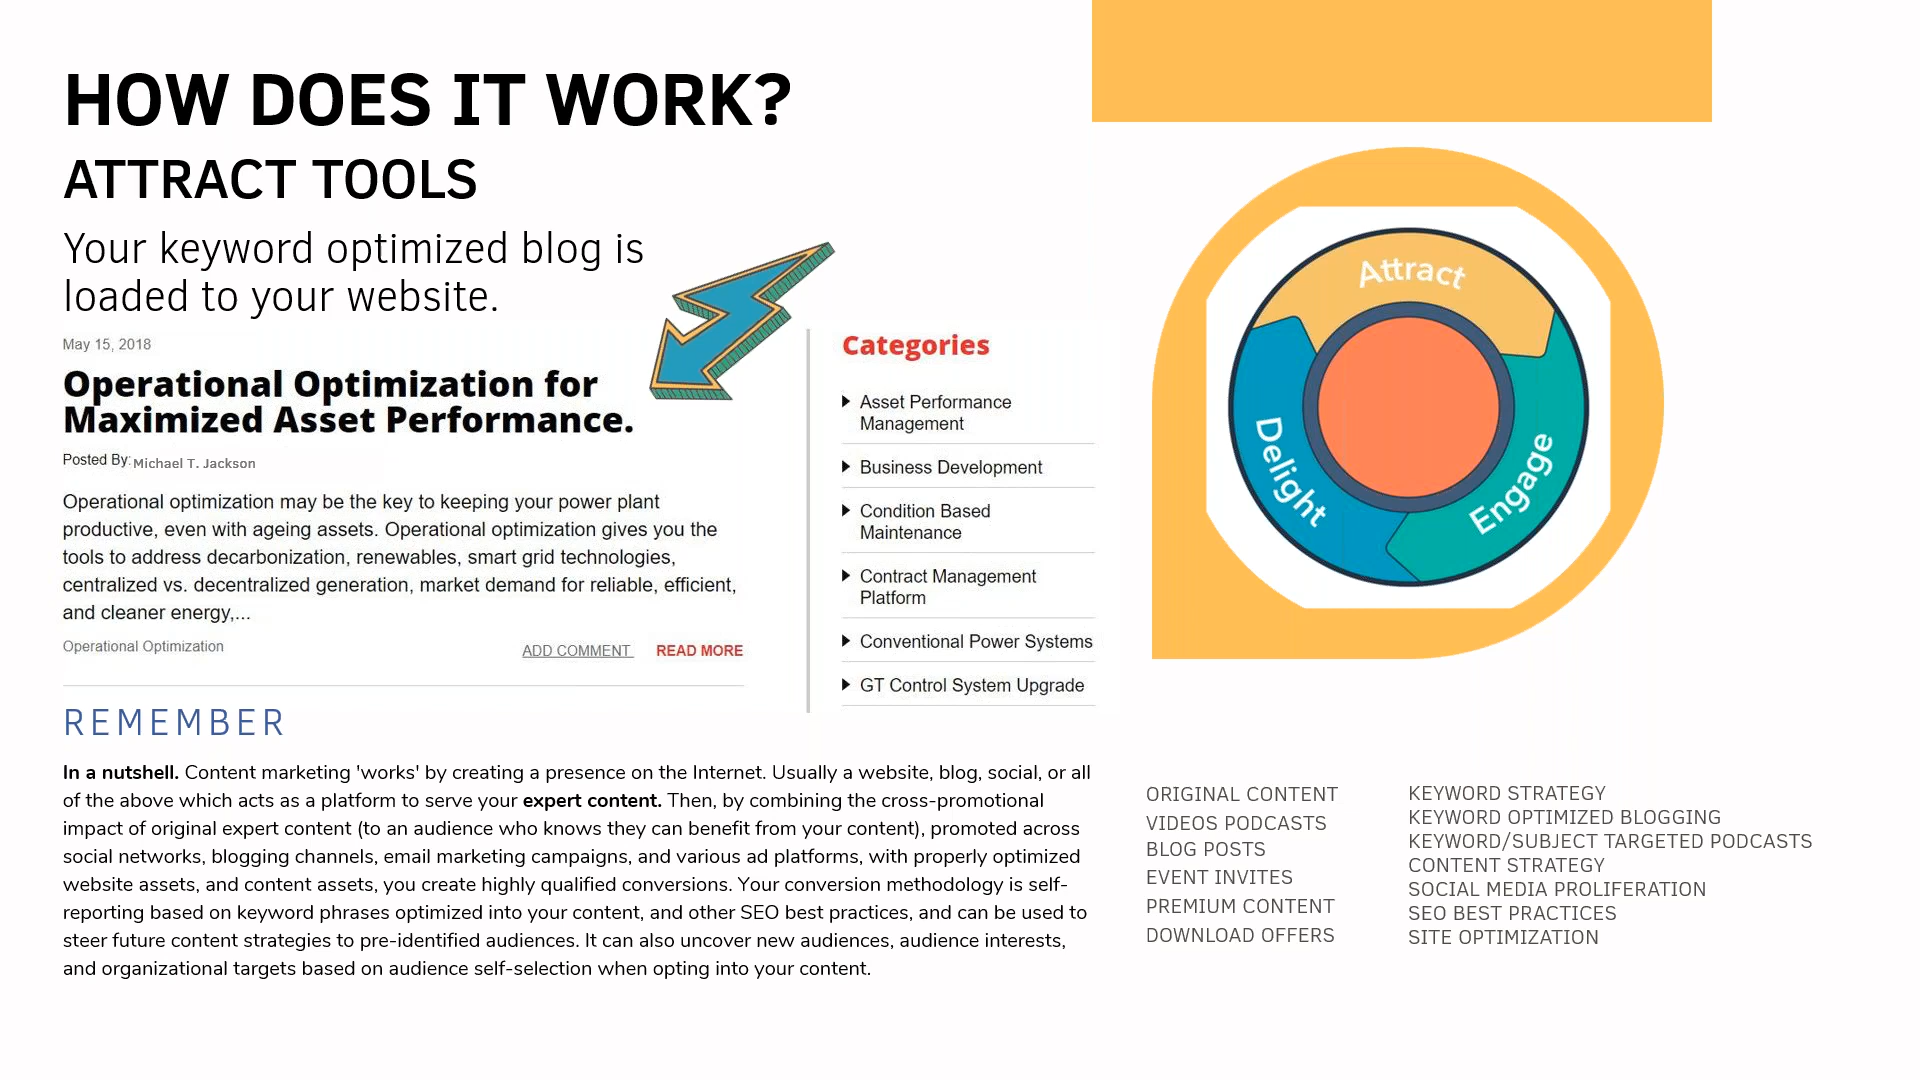 HOW DOES IT WORK?
ATTRACT TOOLS
Your keyword optimized blog is
loaded to your website.
May 15, 2018
Operational Optimization for
Maximized Asset Performance.
Posted By: Michael T. Jackson
Operational optimization may be the key to keeping your power plant
productive, even with ageing assets. Operational optimization gives you the
tools to address decarbonization, renewables, smart grid technologies,
centralized vs. decentralized generation, market demand for reliable, efficient,
and cleaner energy,...
Operational Optimization
ADD COMMENT READ MORE
Categories
Asset Performance
Management
Business Development
Condition Based
Maintenance
Contract Management
Platform
Conventional Power Systems
GT Control System Upgrade
Attract
Engage
Delight
REMEMBER
In a nutshell. Content marketing 'works' by creating a presence on the Internet. Usually a website, blog, social, or all
of the above which acts as a platform to serve your expert content. Then, by combining the cross-promotional
impact of original expert content (to an audience who knows they can benefit from your content), promoted across
social networks, blogging channels, email marketing campaigns, and various ad platforms, with properly optimized
website assets, and content assets, you create highly qualified conversions. Your conversion methodology is self-
reporting based on keyword phrases optimized into your content, and other SEO best practices, and can be used to
steer future content strategies to pre-identified audiences. It can also uncover new audiences, audience interests,
and organizational targets based on audience self-selection when opting into your content.
ORIGINAL CONTENT
VIDEOS PODCASTS
BLOG POSTS
EVENT INVITES
PREMIUM CONTENT
DOWNLOAD OFFERS
KEYWORD STRATEGY
KEYWORD OPTIMIZED BLOGGING
KEYWORD/SUBJECT TARGETED PODCASTS
CONTENT STRATEGY
SOCIAL MEDIA PROLIFERATION
SEO BEST PRACTICES
SITE OPTIMIZATION